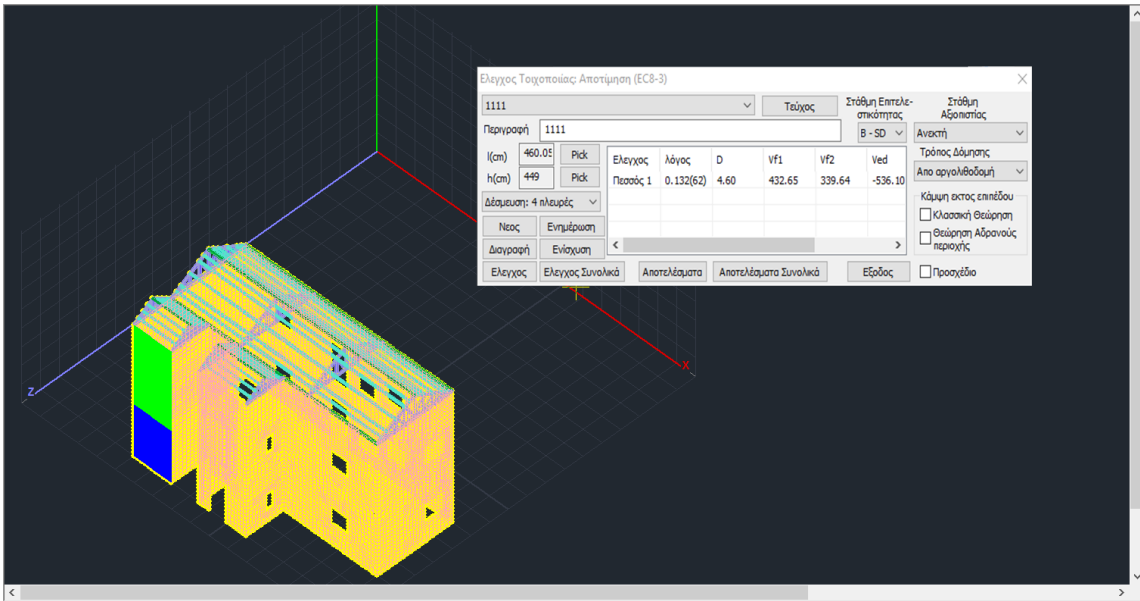 Ελεγχος Τοιχοποιίας: Αποτίμηση (EC8-3)
1111
Τεύχος
Στάθμη Επιτελε-
στικότητας
Στάθμη
Αξιοπιστίας
Περιγραφή 1111
B - SD
Ανεκτή
l(cm) 460.05 Pick
h(cm) 449 Pick
Τρόπος Δόμησης
Απο αργολιθοδομή
Ελεγχος λόγος D Vf1 Vf2 Ved
Πεσσός 1 0.132(62) 4.60 432.65 339.64 -536.10
Δέσμευση: 4 πλευρές
Κάμψη εκτος επιπέδου
Κλασσική Θεώρηση
Θεώρηση Αδρανούς
περιοχής
Νεος Ενημέρωση
Διαγραφή Ενίσχυση
Ελεγχος Ελεγχος Συνολικά Αποτελέσματα Αποτελέσματα Συνολικά Εξοδος Προσχέδιο
X
Z